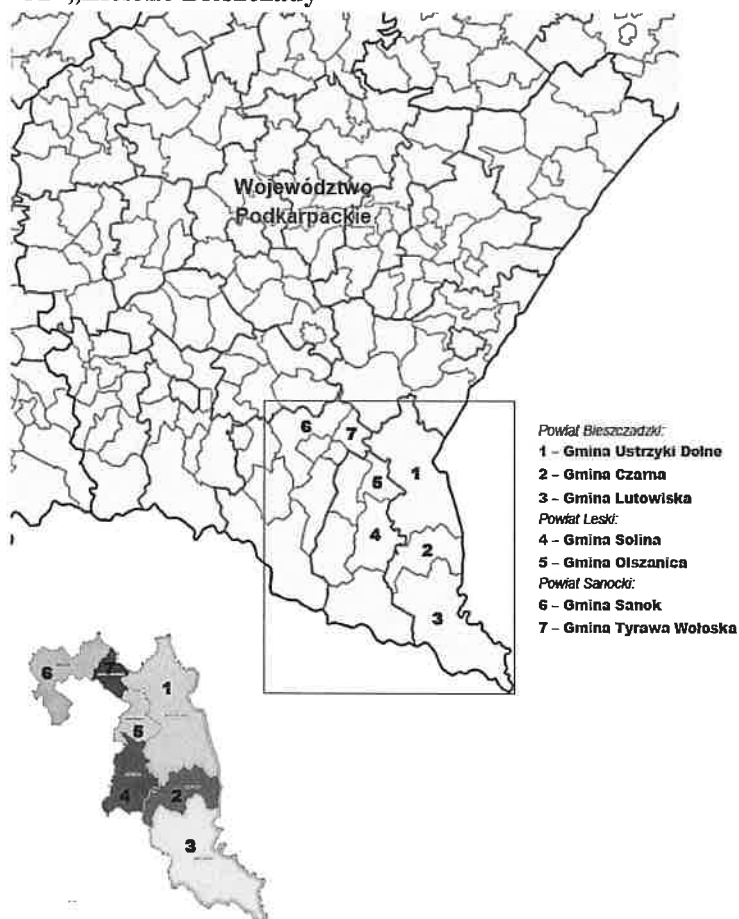 Województwo
Podkarpackie
6
7
1
5
4
2
3
Powiat Bieszczadzki:
1 – Gmina Ustrzyki Dolne
2 – Gmina Czarna
3 – Gmina Lutowiska
Powiat Leski:
4 – Gmina Solina
5 – Gmina Olszanica
Powiat Sanocki:
6 – Gmina Sanok
7 – Gmina Tyrawa Wołoska
6
1
5
4
2
3